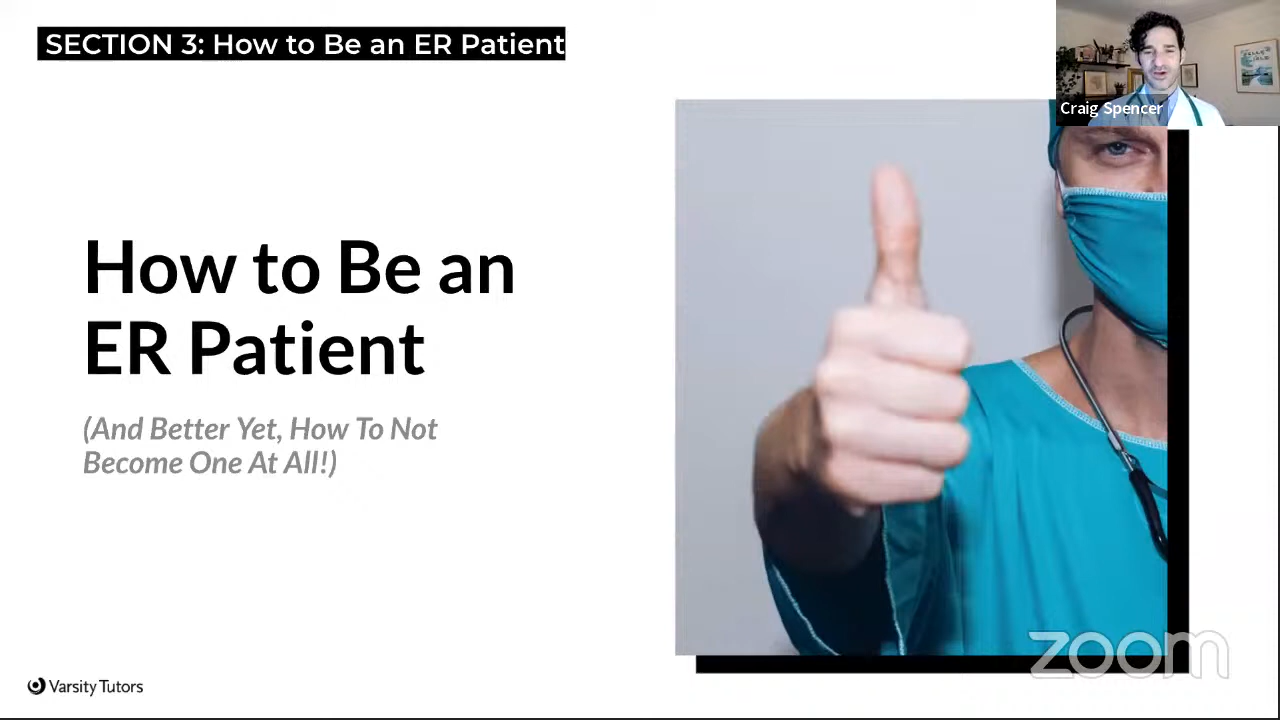 SECTION 3: How to Be an ER Patient
Craig Spencer
How to Be an
ER Patient
(And Better Yet, How To Not
Become One At All!)
zoom
Varsity Tutors